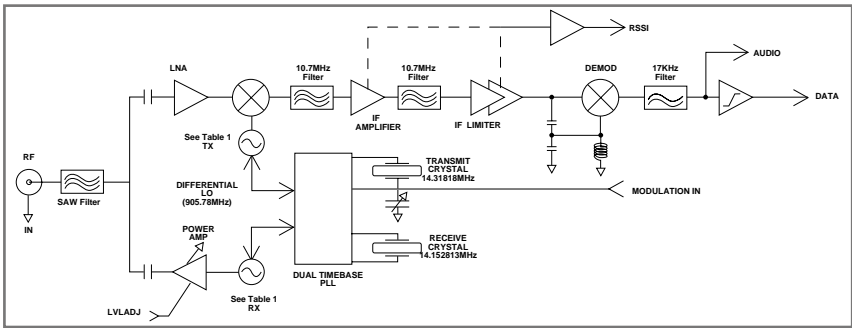 RSSI
AUDIO
LNA
10.7MHz
Filter
10.7MHz
Filter
DEMOD
17KHz
Filter
DATA
IF
AMPLIFIER
IF LIMITER
See Table 1
TX
RF
IN
SAW Filter
DIFFERENTIAL
LO
(905.78MHz)
TRANSMIT
CRYSTAL
14.31818MHz
MODULATION IN
POWER
AMP
RECEIVE
CRYSTAL
14.152813MHz
DUAL TIMEBASE
PLL
See Table 1
RX
LVLADJ